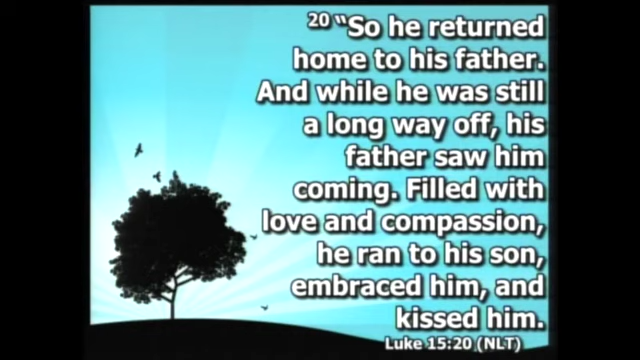 20 "So he returned
home to his father.
And while he was still
a long way off, his
father saw him
coming. Filled with
love and compassion,
he ran to his son,
embraced him, and
kissed him.
Luke 15:20 (NLT)